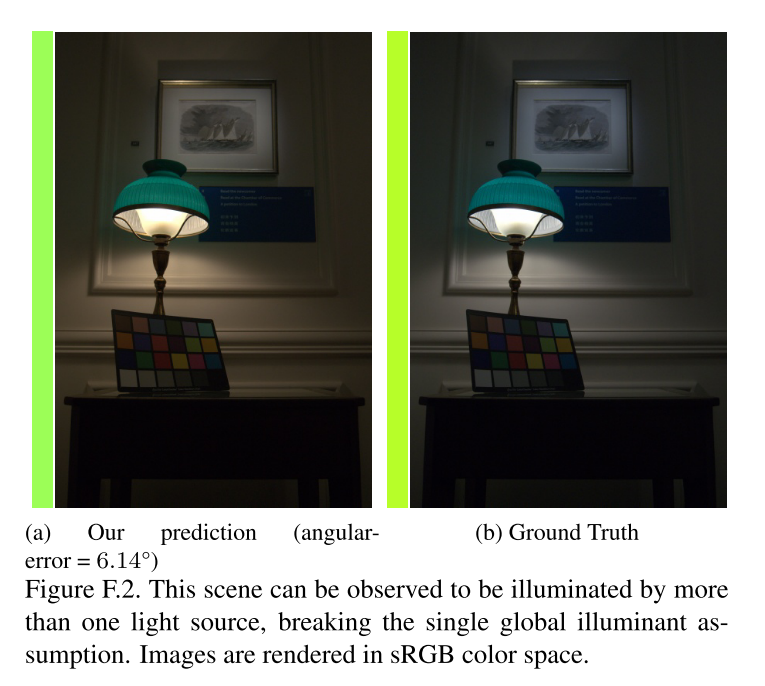 (a) Our prediction (angular-
error = 6.14°)
(b) Ground Truth
Figure F.2. This scene can be observed to be illuminated by more
than one light source, breaking the single global illuminant as-
sumption. Images are rendered in sRGB color space.